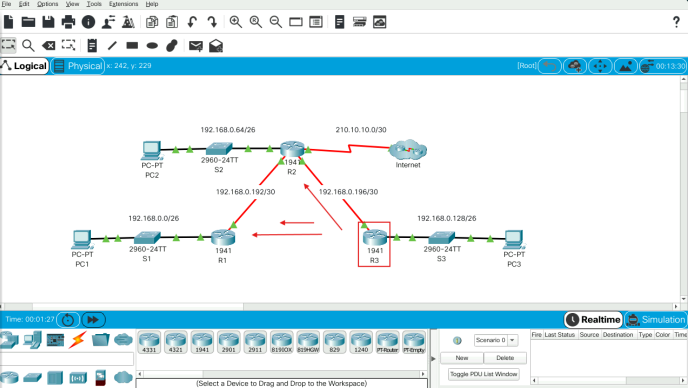 File Edit Options View Tools Extensions Help
?
Logical Physical x: 242, y: 229 [Root] 00:13:30
192.168.0.64/26 210.10.10.0/30
PC-PT
PC2
2960-24TT
S2
1941
R2
Internet
192.168.0.192/30 192.168.0.196/30
192.168.0.0/26 192.168.0.128/26
PC-PT
PC1
2960-24TT
S1
1941
R1
1941
R3
2960-24TT
S3
PC-PT
PC3
Time: 00:01:27 Realtime Simulation
4331 4321 1941 2901 2911 819IOX 819HGW 829 1240 PT-Router PT-Empty
Scenario 0
New Delete
Toggle PDU List Window
Fire Last Status Source Destination Type Color Time
(Select a Device to Drag and Drop to the Workspace)